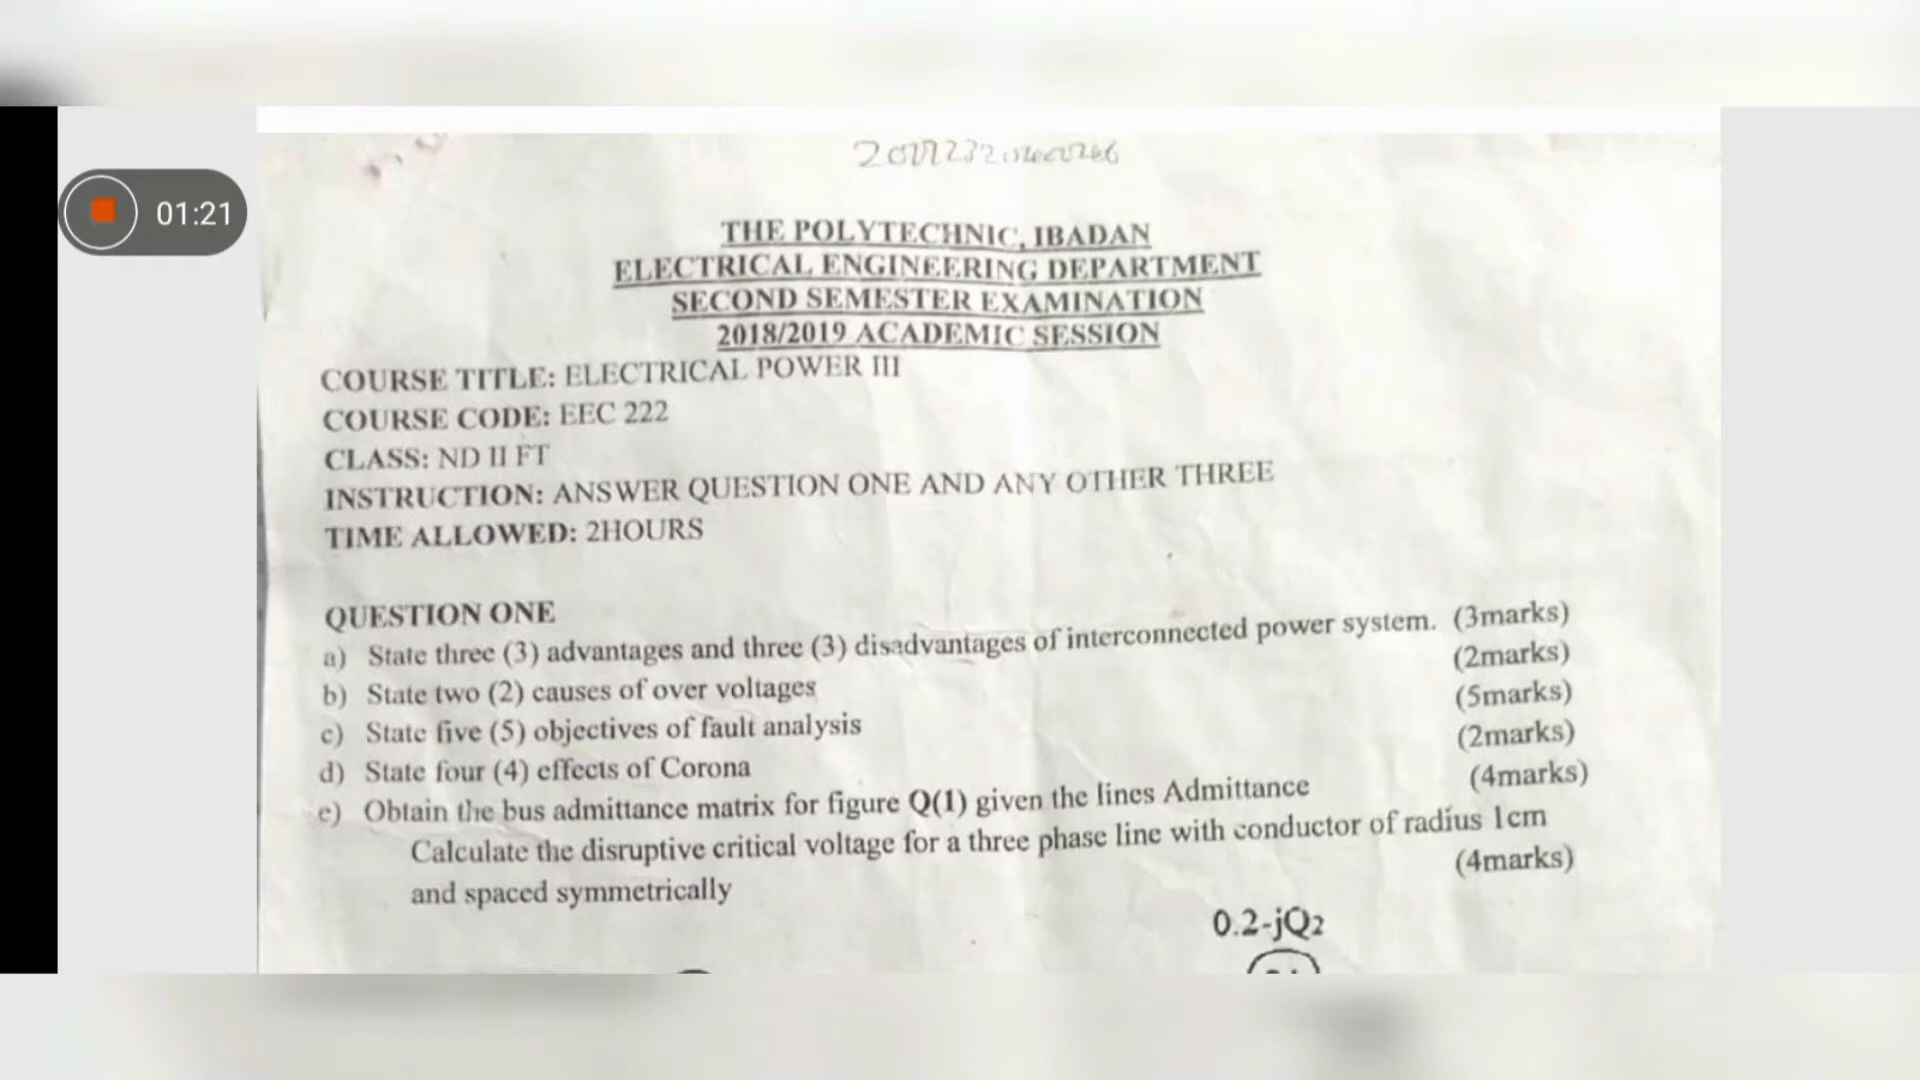 01:21
THE POLYTECHNIC, IBADAN
ELECTRICAL ENGINEERING DEPARTMENT
SECOND SEMESTER EXAMINATION
2018/2019 ACADEMIC SESSION
COURSE TITLE: ELECTRICAL POWER III
COURSE CODE: EEC 222
CLASS: ND II FT
INSTRUCTION: ANSWER QUESTION ONE AND ANY OTHER THREE
TIME ALLOWED: 2HOURS
QUESTION ONE
a) State three (3) advantages and three (3) disadvantages of interconnected power system. (3marks)
b) State two (2) causes of over voltages (2marks)
c) State five (5) objectives of fault analysis (5marks)
d) State four (4) effects of Corona (2marks)
e) Obtain the bus admittance matrix for figure Q(1) given the lines Admittance (4marks)
Calculate the disruptive critical voltage for a three phase line with conductor of radius 1cm
and spaced symmetrically (4marks)
0.2-jQ2